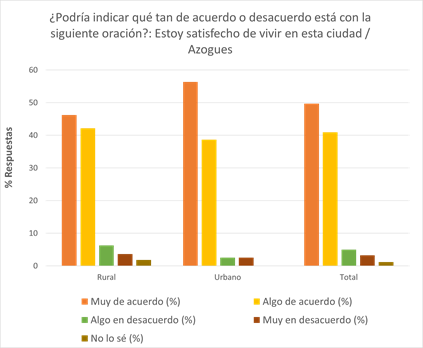 ¿Podría indicar qué tan de acuerdo o desacuerdo está con la
siguiente oración?: Estoy satisfecho de vivir en esta ciudad /
Azogues
% Respuestas
60
50
40
30
20
10
0
Rural
Urbano
Total
Muy de acuerdo (%)
Algo de acuerdo (%)
Algo en desacuerdo (%)
Muy en desacuerdo (%)
No lo sé (%)